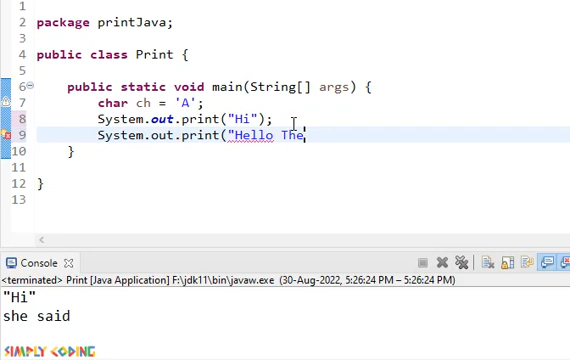 1
2 package printJava;
3
4 public class Print {
5
6 public static void main(String[] args) {
7 char ch = 'A';
8 System.out.print("Hi");
9 System.out.print("Hello The
10 }
11
12 }
13
Console
<terminated> Print [Java Application] F:\jdk11\bin\javaw.exe (30-Aug-2022, 5:26:24 PM – 5:26:24 PM)
"Hi"
she said
SIMPLY CODING